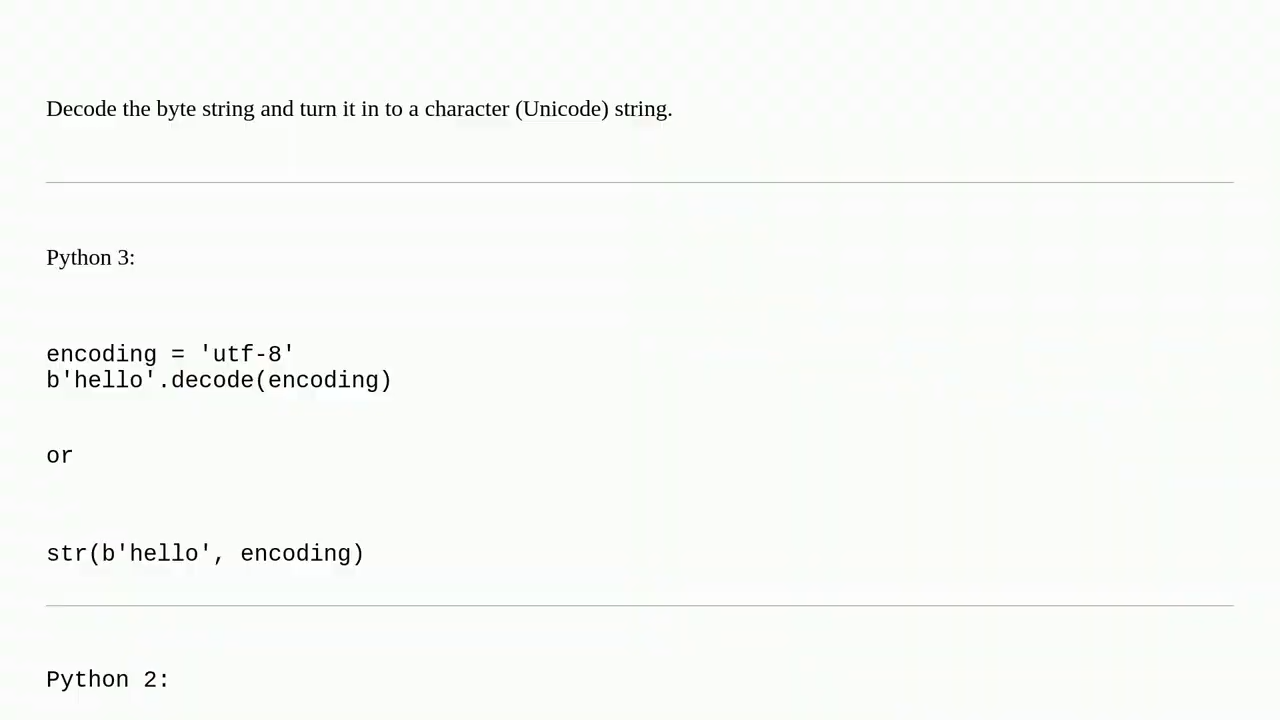 Decode the byte string and turn it in to a character (Unicode) string.
Python 3:
encoding = 'utf-8'
b'hello'.decode(encoding)
or
str(b'hello', encoding)
Python 2: